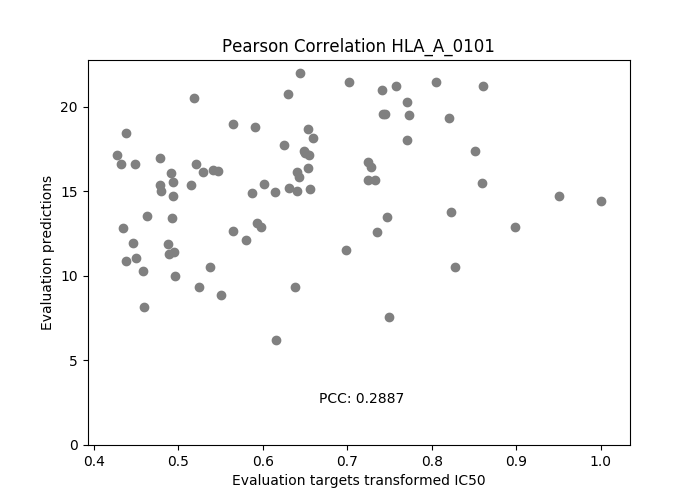 Pearson Correlation HLA_A_0101
20
15
10
5
0
Evaluation predictions
PCC: 0.2887
0.4 0.5 0.6 0.7 0.8 0.9 1.0
Evaluation targets transformed IC50